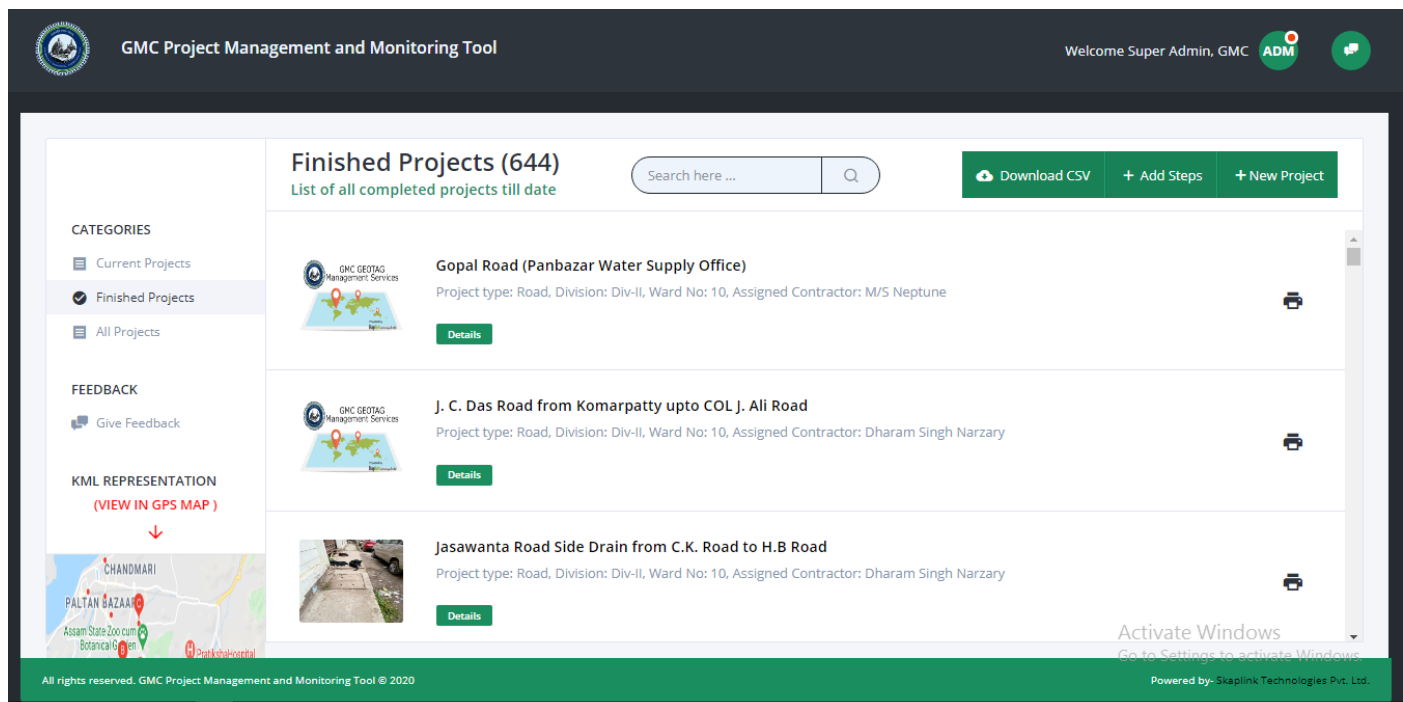 GMC Project Management and Monitoring Tool
Welcome Super Admin, GMC
ADM
Finished Projects (644)
List of all completed projects till date
Search here ...
Download CSV
+ Add Steps
+ New Project
CATEGORIES
Current Projects
Finished Projects
All Projects
FEEDBACK
Give Feedback
KML REPRESENTATION
(VIEW IN GPS MAP )
CHANDMARI
PALTAN BAZAAR
Assam State Zoo cum
Botanical Garden
Pratiksha Hospital
GMC GEOTAG
Management Services
Gopal Road (Panbazar Water Supply Office)
Project type: Road, Division: Div-II, Ward No: 10, Assigned Contractor: M/S Neptune
Details
GMC GEOTAG
Management Services
J. C. Das Road from Komarpatty upto COL J. Ali Road
Project type: Road, Division: Div-II, Ward No: 10, Assigned Contractor: Dharam Singh Narzary
Details
Jasawanta Road Side Drain from C.K. Road to H.B Road
Project type: Road, Division: Div-II, Ward No: 10, Assigned Contractor: Dharam Singh Narzary
Details
Activate Windows
Go to Settings to activate Windows.
All rights reserved. GMC Project Management and Monitoring Tool © 2020
Powered by- Skaplink Technologies Pvt. Ltd.